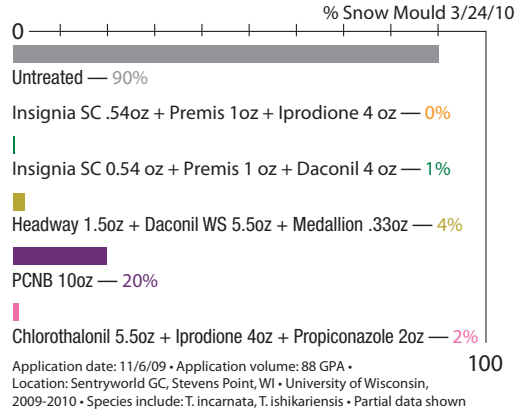 % Snow Mould 3/24/10
0
Untreated — 90%
Insignia SC .54oz + Premis 1oz + Iprodione 4 oz — 0%
Insignia SC 0.54 oz + Premis 1 oz + Daconil 4 oz — 1%
Headway 1.5oz + Daconil WS 5.5oz + Medallion .33oz — 4%
PCNB 10oz — 20%
Chlorothalonil 5.5oz + Iprodione 4oz + Propiconazole 2oz — 2%
100
Application date: 11/6/09 • Application volume: 88 GPA •
Location: Sentryworld GC, Stevens Point, WI • University of Wisconsin,
2009-2010 • Species include: T. incarnata, T. ishikariensis • Partial data shown